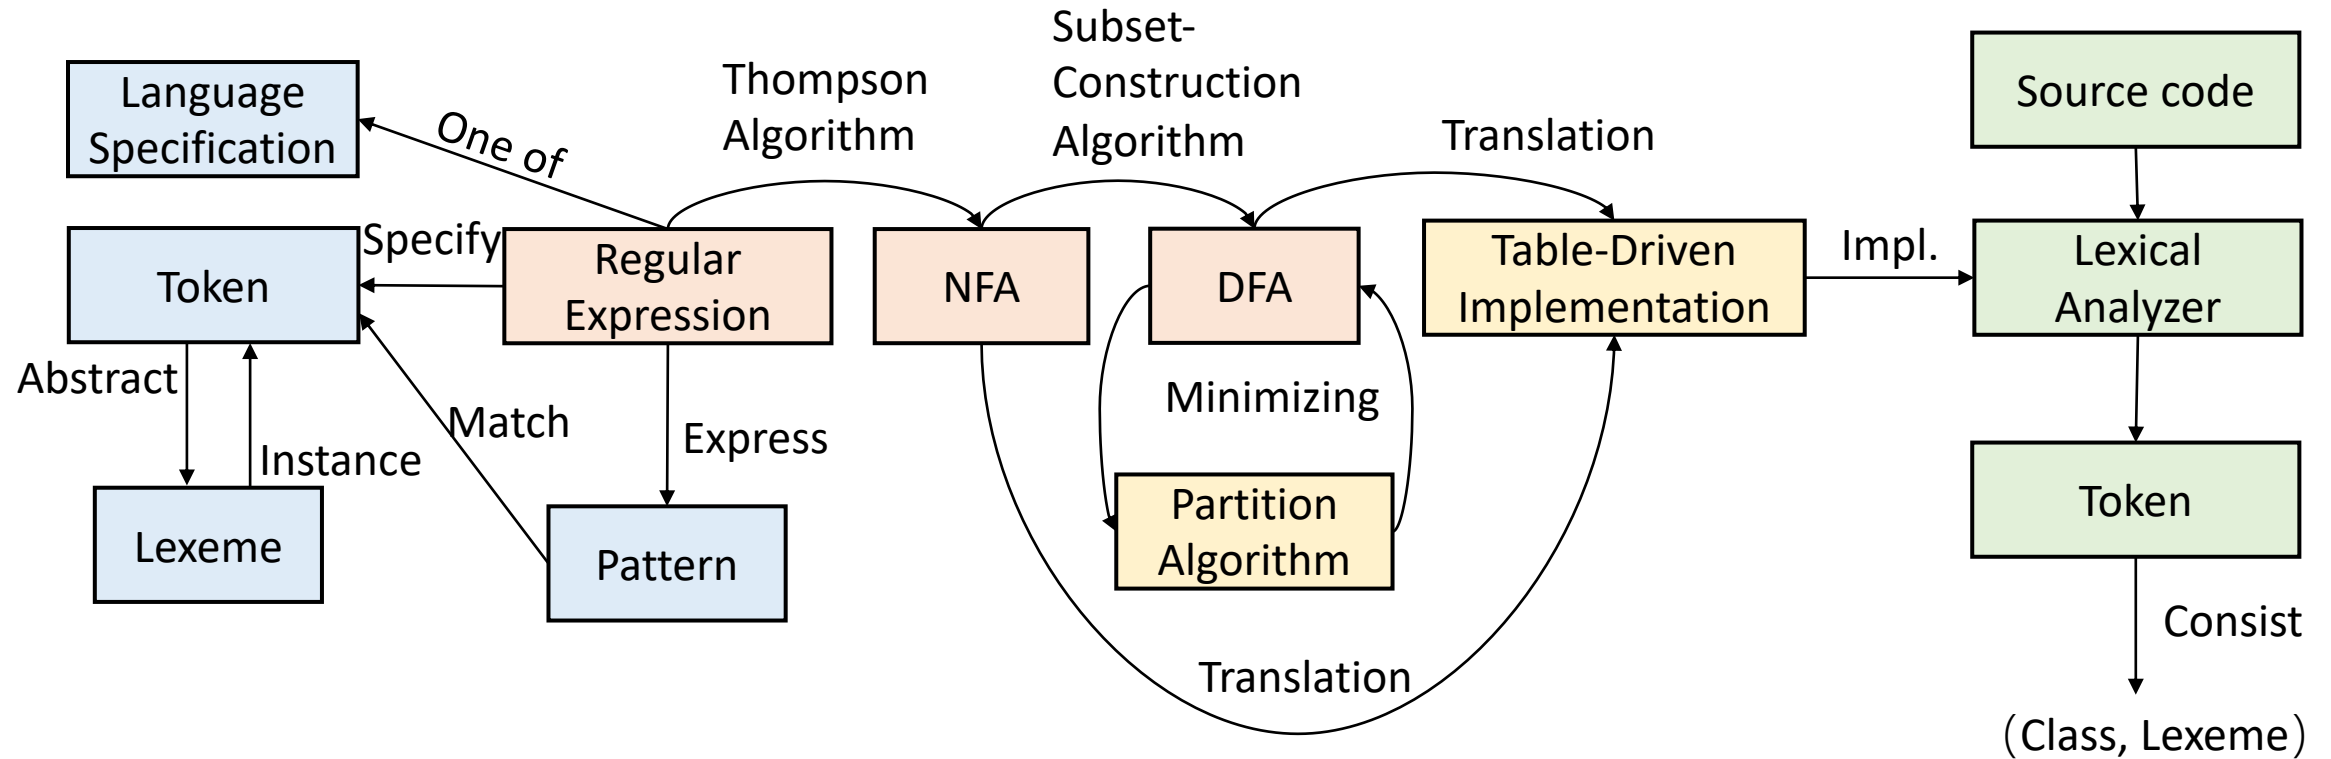 Language
Specification
One of
Thompson
Algorithm
Subset-
Construction
Algorithm
Translation
Source code
Token
Specify
Regular
Expression
NFA
DFA
Table-Driven
Implementation
Impl.
Lexical
Analyzer
Abstract
Instance
Match
Express
Minimizing
Lexeme
Pattern
Partition
Algorithm
Translation
Token
Consist
（Class, Lexeme）